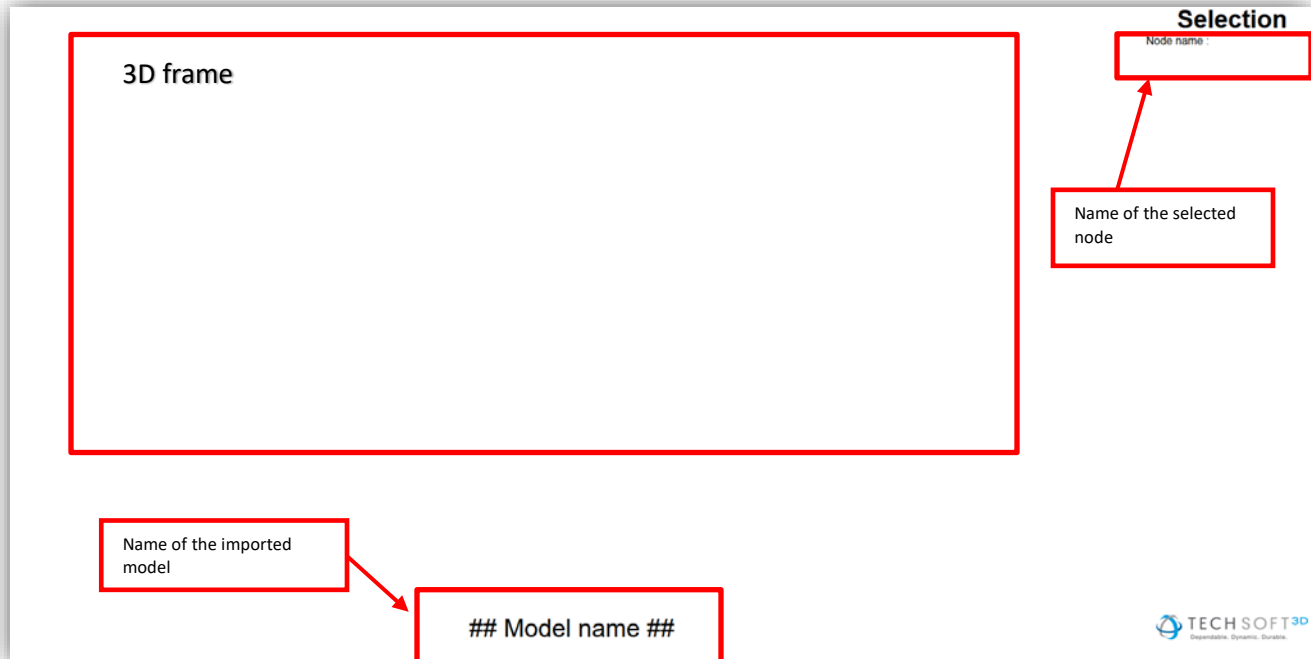 Selection
Node name :
3D frame
Name of the selected
node
Name of the imported
model
## Model name ##
TECH SOFT 3D
Dependable. Dynamic. Durable.